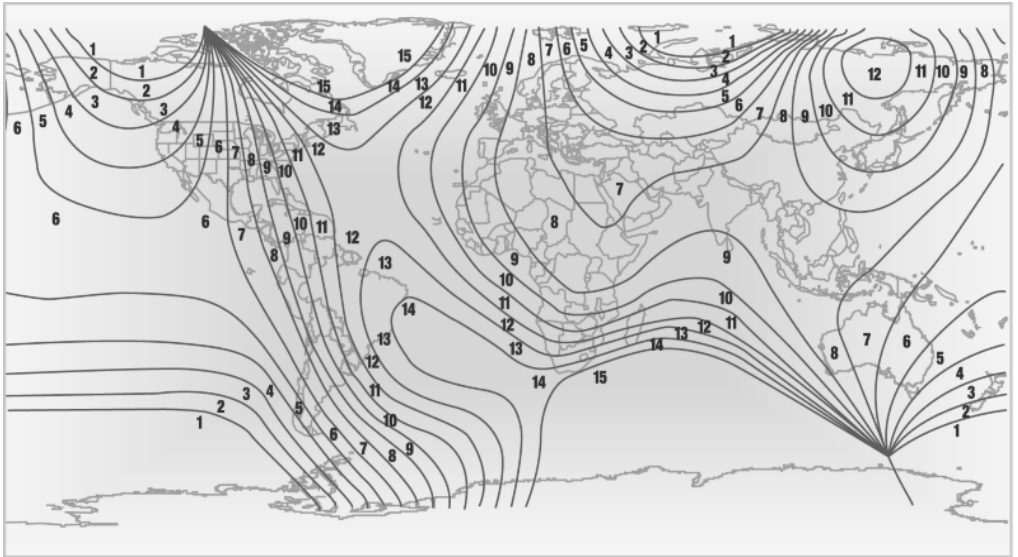 1 1 15 1 1
2 2 15 14 13 11 10 9 8 7 6 5 4 3 2 2 12 11 10 9 8
3 3 14 12 3 4
6 5 4 4 13 5 6 7 8 9 10 11
5 6 7 8 9 10 11 12
6 6 7 8 9 10 11 12 13 7 8 9
14 10 11 12 13 9 10 11
13 12 14 13 12 11 8 7 6 5
3 4 5 12 11 14 15 4
1 2 6 7 8 9 10 3
2
1